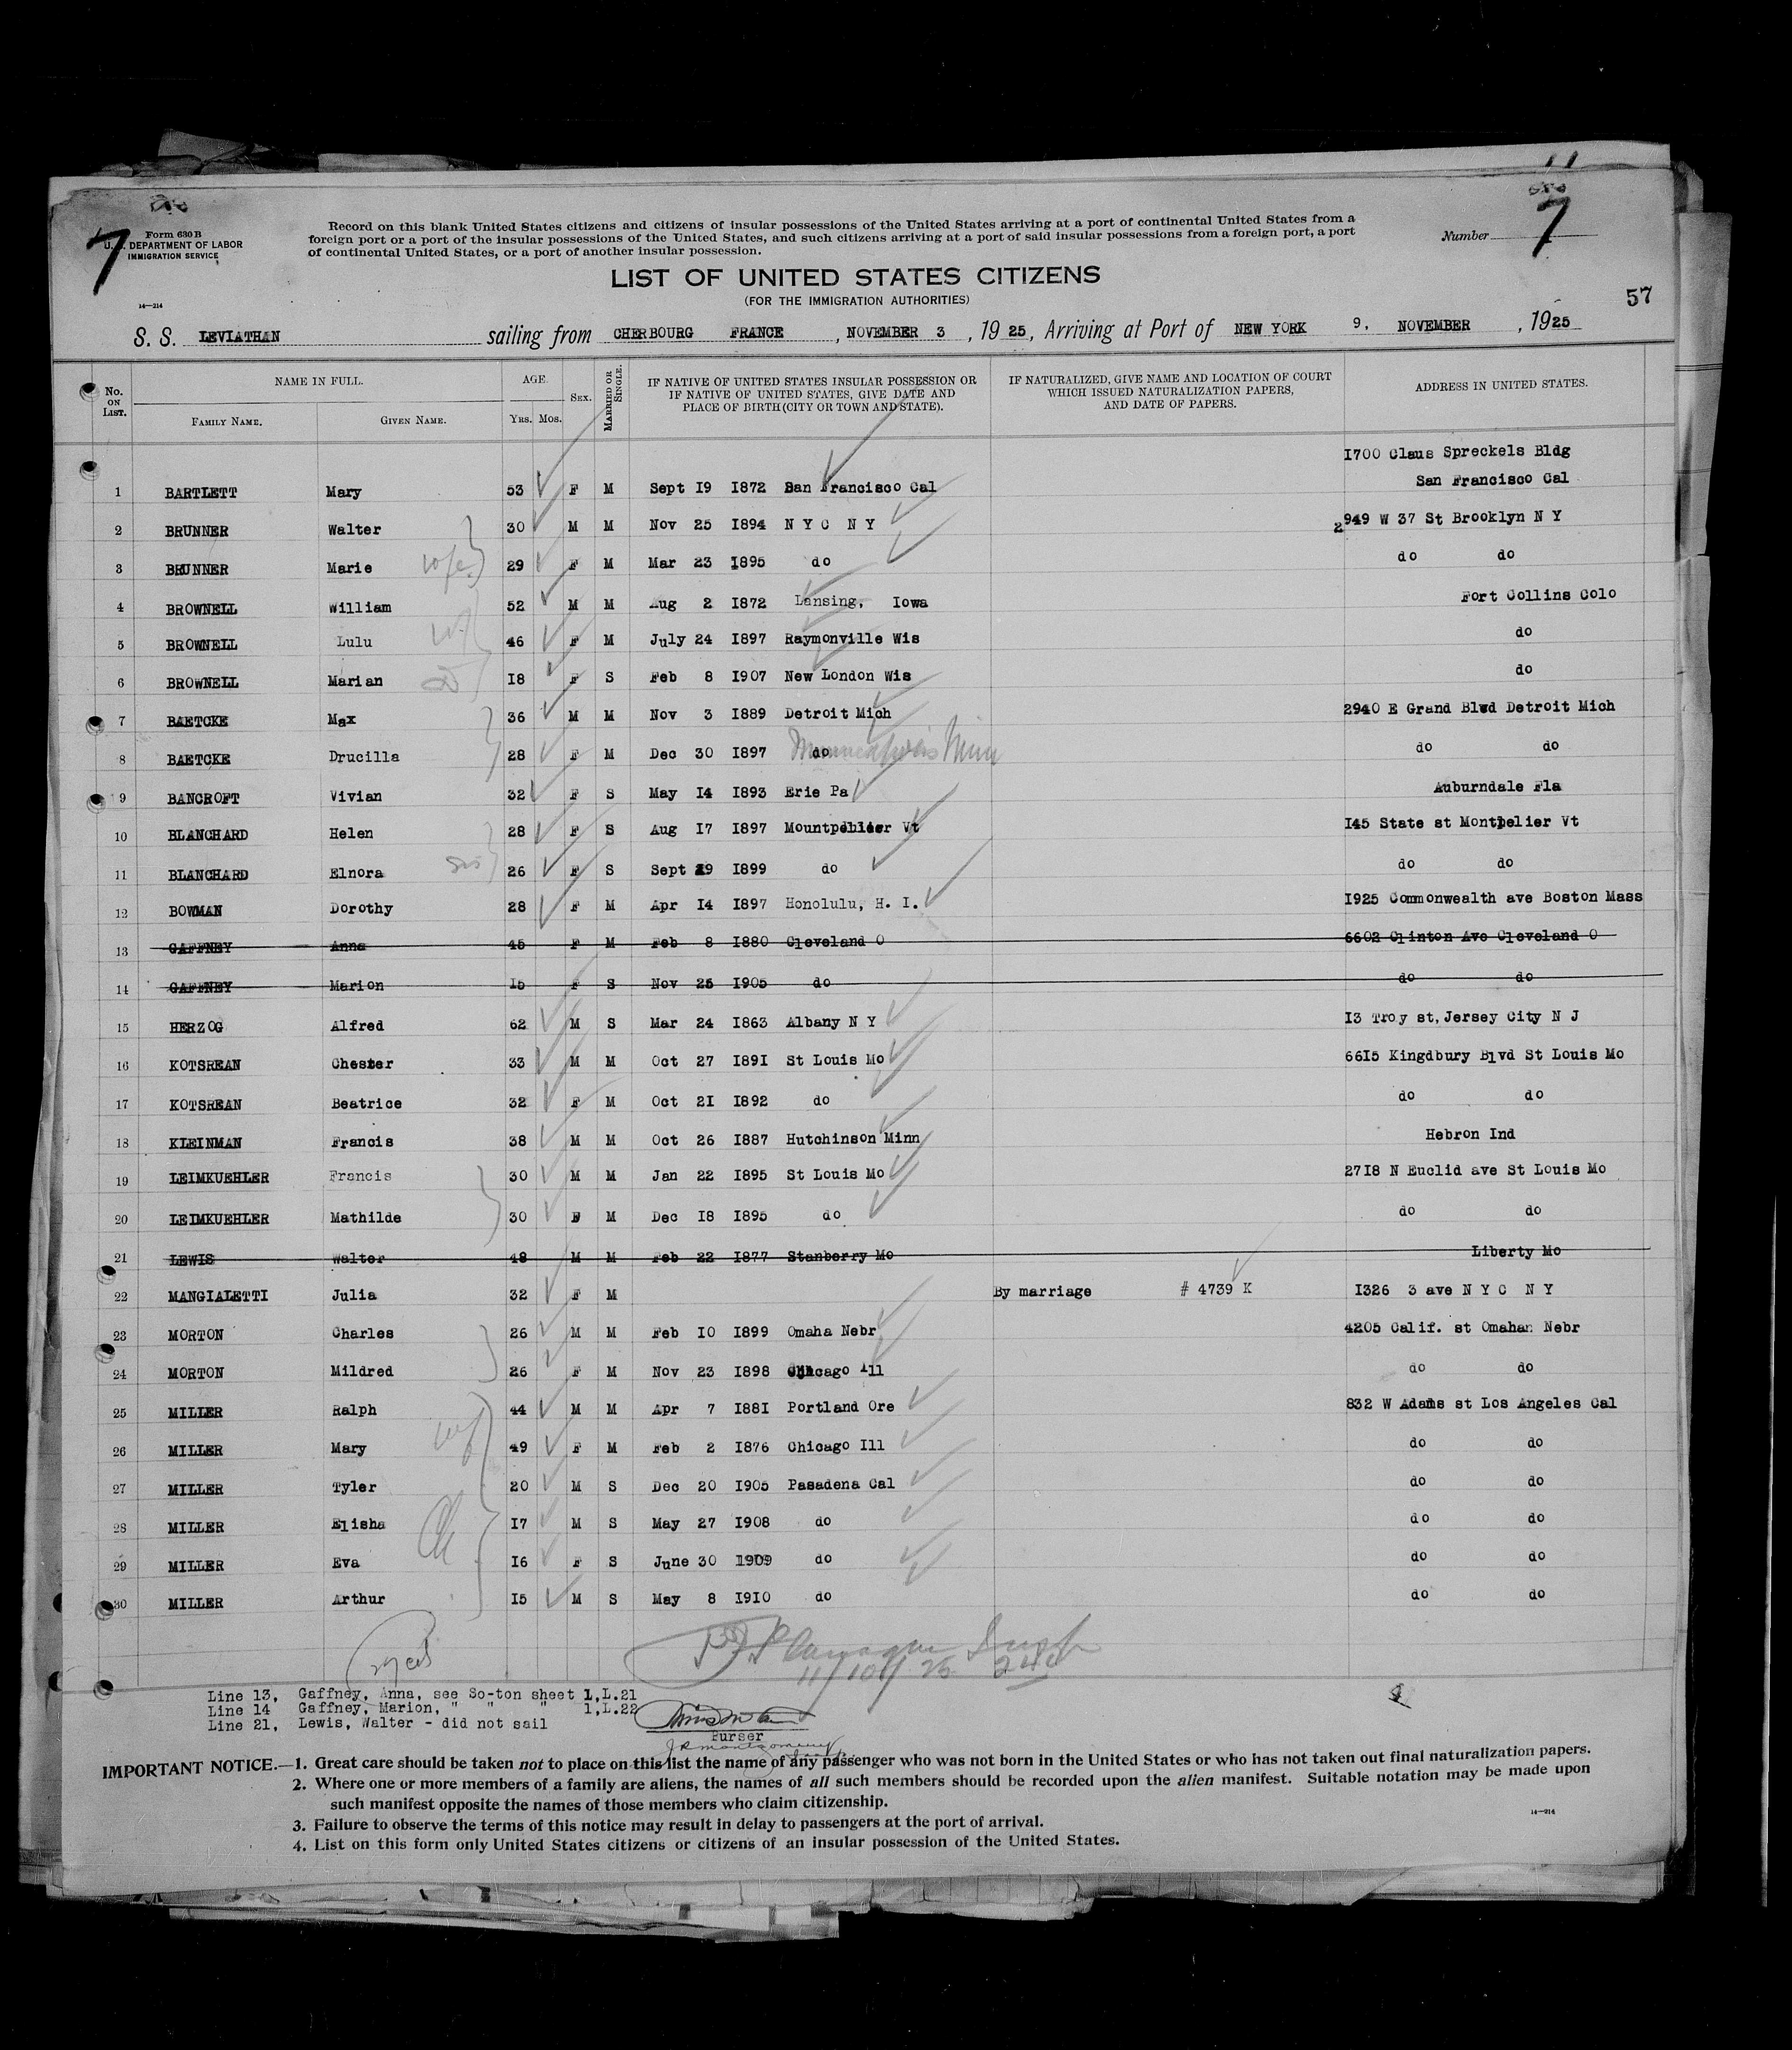 7
Form 630 B
U. S. DEPARTMENT OF LABOR
IMMIGRATION SERVICE
14—214
Record on this blank United States citizens and citizens of insular possessions of the United States arriving at a port of continental United States from a
foreign port or a port of the insular possessions of the United States, and such citizens arriving at a port of said insular possessions from a foreign port, a port
of continental United States, or a port of another insular possession.
Number 7
LIST OF UNITED STATES CITIZENS
(FOR THE IMMIGRATION AUTHORITIES)
57
S. S. LEVIATHAN sailing from CHERBOURG FRANCE, NOVEMBER 3, 1925, Arriving at Port of NEW YORK 9, NOVEMBER, 1925
No. ON LIST. NAME IN FULL. AGE. SEX. MARRIED OR SINGLE. IF NATIVE OF UNITED STATES INSULAR POSSESSION OR IF NATIVE OF UNITED STATES, GIVE DATE AND PLACE OF BIRTH (CITY OR TOWN AND STATE). IF NATURALIZED, GIVE NAME AND LOCATION OF COURT WHICH ISSUED NATURALIZATION PAPERS, AND DATE OF PAPERS. ADDRESS IN UNITED STATES.
FAMILY NAME. GIVEN NAME. YRS. MOS.
1700 Claus Spreckels Bldg
1 BARTLETT Mary 53 F M Sept 19 1872 San Francisco Cal San Francisco Cal
2 BRUNNER Walter 30 M M Nov 25 1894 N Y C N Y 2949 W 37 St Brooklyn N Y
3 BRUNNER Marie wife 29 F M Mar 23 1895 do do do
4 BROWNELL William 52 M M Aug 2 1872 Lansing, Iowa Fort Collins Colo
5 BROWNELL Lulu wf 46 F M July 24 1897 Raymonville Wis do
6 BROWNELL Marian 18 F S Feb 8 1907 New London Wis do
7 BAETCKE Max 36 M M Nov 3 1889 Detroit Mich 2940 E Grand Blvd Detroit Mich
8 BAETCKE Drucilla 28 F M Dec 30 1897 do Minneapolis Minn do do
9 BANCROFT Vivian 32 F S May 14 1893 Erie Pa Auburndale Fla
10 BLANCHARD Helen 28 F S Aug 17 1897 Mountpelier Vt 145 State st Montpelier Vt
11 BLANCHARD Elnora sis 26 F S Sept 19 1899 do do do
12 BOWMAN Dorothy 28 F M Apr 14 1897 Honolulu, H. I. 1925 Commonwealth ave Boston Mass
13 GAFFNEY Anna 45 F M Feb 8 1880 Cleveland O 6602 Clinton Ave Cleveland O
14 GAFFNEY Marion 15 F S Nov 25 1905 do do do
15 HERZOG Alfred 62 M S Mar 24 1863 Albany N Y 13 Troy st, Jersey City N J
16 KOTSREAN Chester 33 M M Oct 27 1891 St Louis Mo 6615 Kingdbury Blvd St Louis Mo
17 KOTSREAN Beatrice 32 F M Oct 21 1892 do do do
18 KLEINMAN Francis 38 M M Oct 26 1887 Hutchinson Minn Hebron Ind
19 LEIMKUEHLER Francis 30 M M Jan 22 1895 St Louis Mo 2718 N Euclid ave St Louis Mo
20 LEIMKUEHLER Mathilde 30 F M Dec 18 1895 do do do
21 LEWIS Walter 48 M M Feb 22 1877 Stanberry Mo Liberty Mo
22 MANGIALETTI Julia 32 F M By marriage # 4739 K 1326 3 ave N Y C N Y
23 MORTON Charles 26 M M Feb 10 1899 Omaha Nebr 4205 Calif. st Omahan Nebr
24 MORTON Mildred 26 F M Nov 23 1898 Chicago Ill do do
25 MILLER Ralph 44 M M Apr 7 1881 Portland Ore 832 W Adams st Los Angeles Cal
26 MILLER Mary wf 49 F M Feb 2 1876 Chicago Ill do do
27 MILLER Tyler 20 M S Dec 20 1905 Pasadena Cal do do
28 MILLER Elisha Ch 17 M S May 27 1908 do do do
29 MILLER Eva 16 F S June 30 1909 do do do
30 MILLER Arthur 15 M S May 8 1910 do do do
11/10/25
Line 13, Gaffney, Anna, see So-ton sheet 1,L.21
Line 14 Gaffney, Marion, " " " 1,L.22
Line 21, Lewis, Walter - did not sail
Purser
IMPORTANT NOTICE.—1. Great care should be taken not to place on this list the name of any passenger who was not born in the United States or who has not taken out final naturalization papers.
2. Where one or more members of a family are aliens, the names of all such members should be recorded upon the alien manifest. Suitable notation may be made upon
such manifest opposite the names of those members who claim citizenship.
3. Failure to observe the terms of this notice may result in delay to passengers at the port of arrival.
4. List on this form only United States citizens or citizens of an insular possession of the United States.
14—214